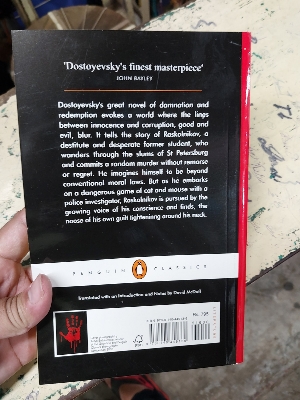 'Dostoyevsky's finest masterpiece'
JOHN BAYLEY
Dostoyevsky's great novel of damnation and
redemption evokes a world where the lines
between innocence and corruption, good and
evil, blur. It tells the story of Raskolnikov, a
destitute and desperate former student, who
wanders through the slums of St Petersburg
and commits a random murder without remorse
or regret. He imagines himself to be beyond
conventional moral laws. But as he embarks
on a dangerous game of cat and mouse with a
police investigator, Raskolnikov is pursued by the
growing voice of his conscience and finds, the
noose of his own guilt tightening around his neck.
PENGUIN CLASSICS
Translated with an Introduction and Notes by David McDuff